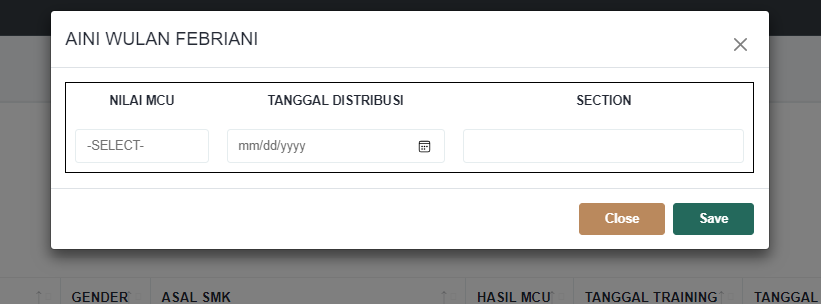 AINI WULAN FEBRIANI
NILAI MCU TANGGAL DISTRIBUSI SECTION
-SELECT- mm/dd/yyyy
Close Save
GENDER ASAL SMK HASIL MCU TANGGAL TRAINING TANGGAL